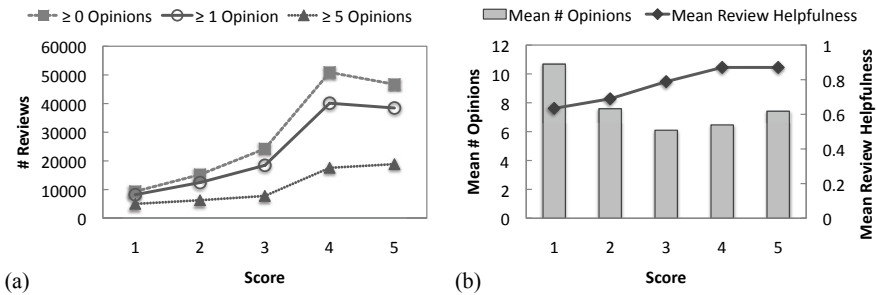 ≥ 0 Opinions ≥ 1 Opinion ≥ 5 Opinions
# Reviews
60000
50000
40000
30000
20000
10000
0
1 2 3 4 5
Score
(a)
Mean # Opinions Mean Review Helpfulness
Mean # Opinions
12
10
8
6
4
2
0
1
0.8
0.6
0.4
0.2
0
Mean Review Helpfulness
1 2 3 4 5
Score
(b)